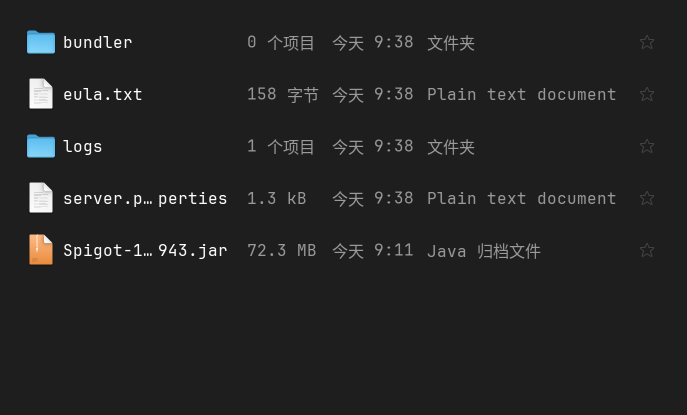 bundler 0 个项目 今天 9:38 文件夹
eula.txt 158 字节 今天 9:38 Plain text document
logs 1 个项目 今天 9:38 文件夹
server.p…perties 1.3 kB 今天 9:38 Plain text document
Spigot-1…943.jar 72.3 MB 今天 9:11 Java 归档文件